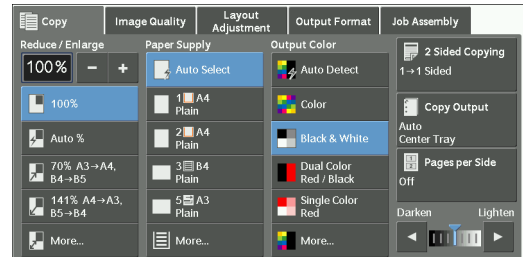 Copy
Image Quality
Layout
Adjustment
Output Format
Job Assembly
Reduce / Enlarge
100%
−
+
100%
Auto %
70% A3→A4,
B4→B5
141% A4→A3,
B5→B4
More...
Paper Supply
Auto Select
1 A4
Plain
2 A4
Plain
3 B4
Plain
5 A3
Plain
More...
Output Color
Auto Detect
Color
Black & White
Dual Color
Red / Black
Single Color
Red
More...
2 Sided Copying
1→1 Sided
Copy Output
Auto
Center Tray
Pages per Side
Off
Darken Lighten